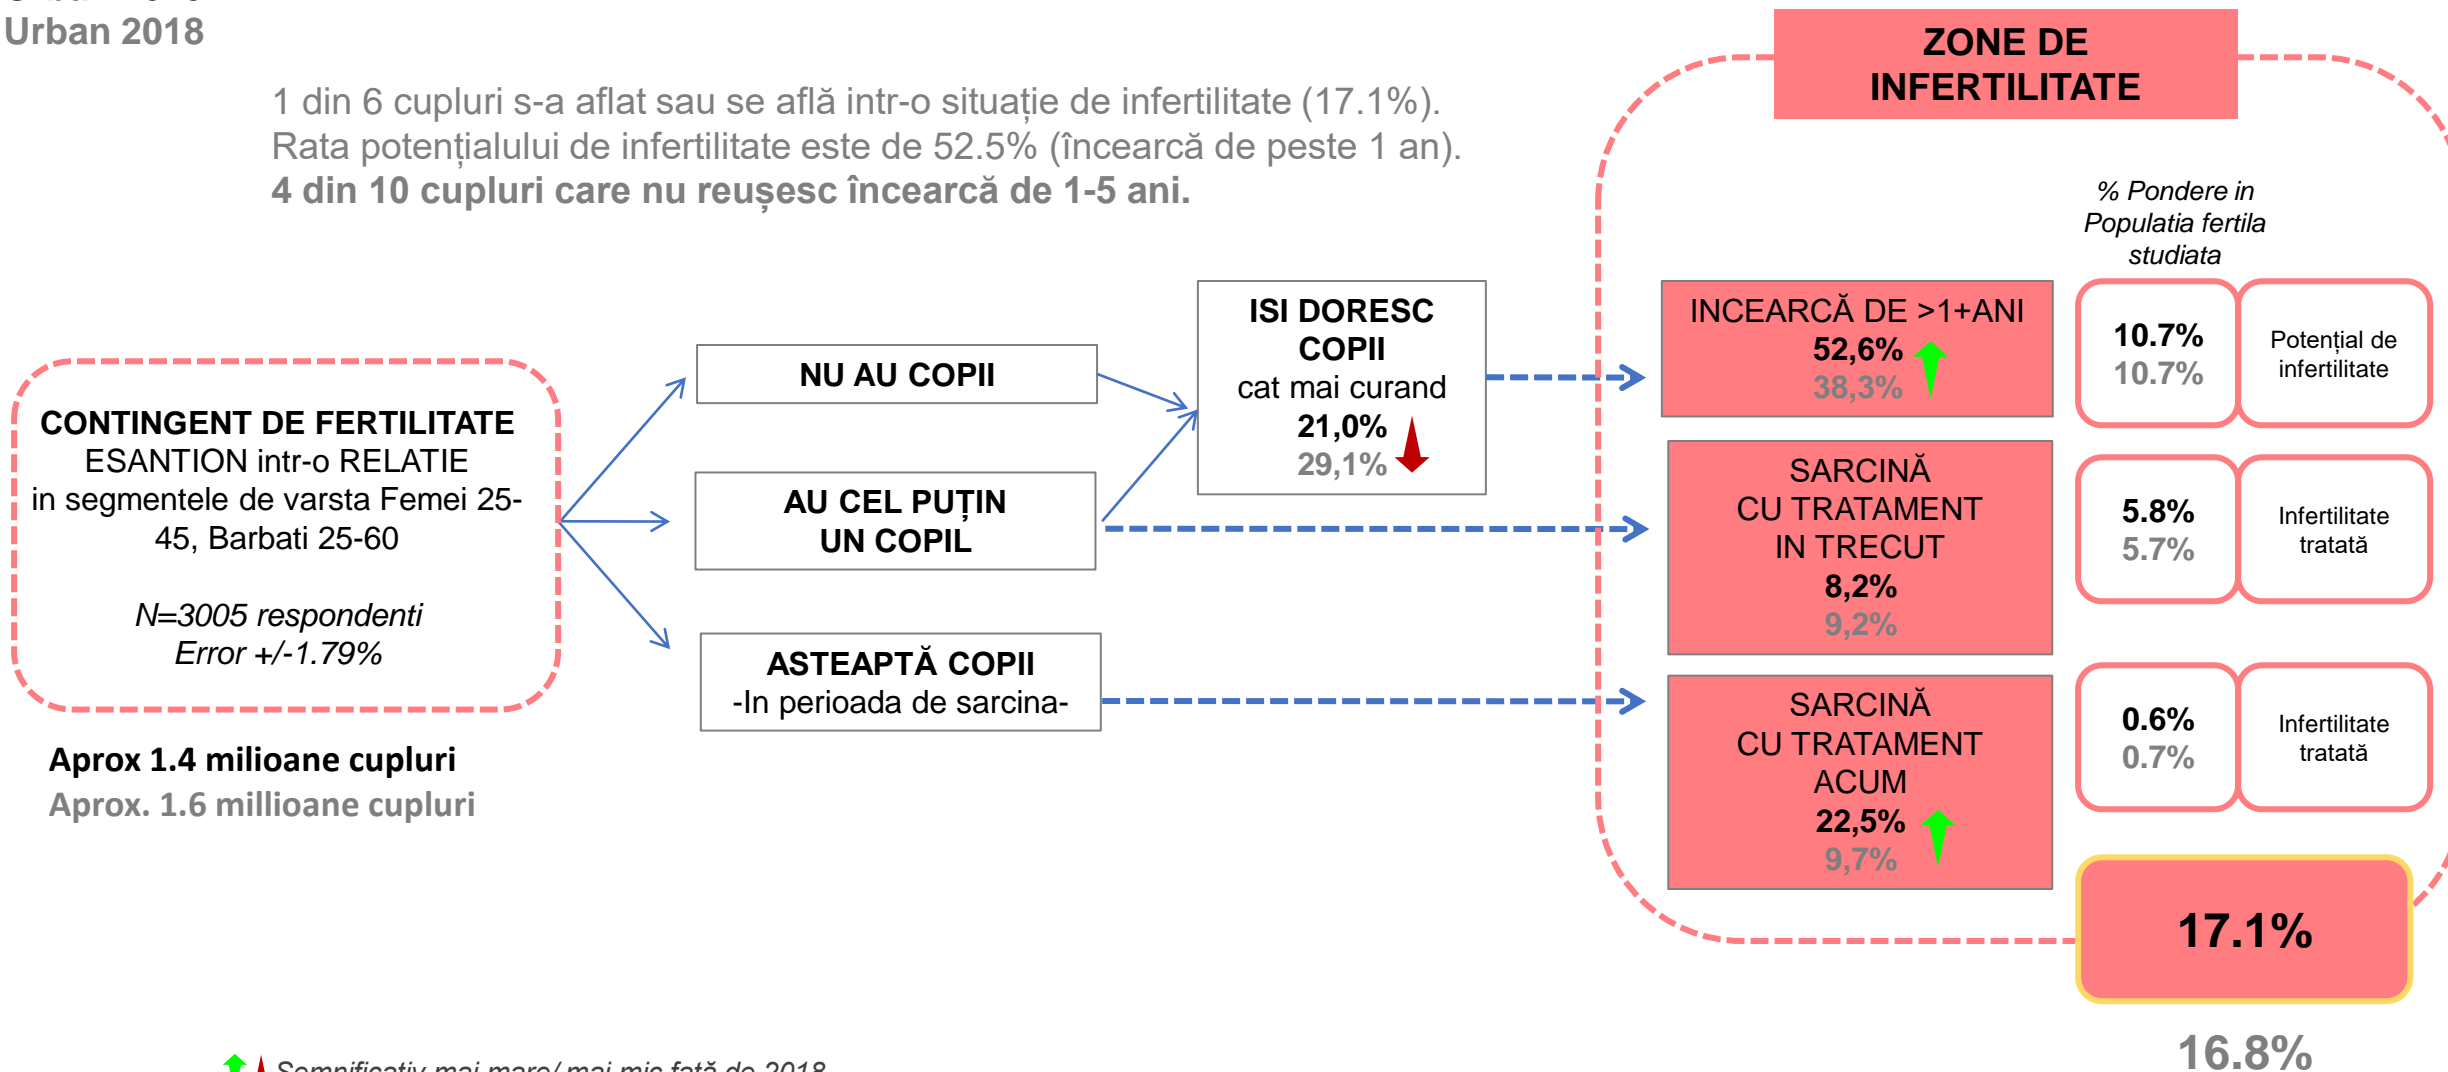 Urban 2018
1 din 6 cupluri s-a aflat sau se află intr-o situație de infertilitate (17.1%).
Rata potențialului de infertilitate este de 52.5% (încearcă de peste 1 an).
4 din 10 cupluri care nu reușesc încearcă de 1-5 ani.
ZONE DE
INFERTILITATE
% Pondere in
Populatia fertila
studiata
CONTINGENT DE FERTILITATE
ESANTION intr-o RELATIE
in segmentele de varsta Femei 25-
45, Barbati 25-60
N=3005 respondenti
Error +/-1.79%
Aprox 1.4 milioane cupluri
Aprox. 1.6 millioane cupluri
NU AU COPII
AU CEL PUȚIN
UN COPIL
ASTEAPTĂ COPII
-In perioada de sarcina-
ISI DORESC
COPII
cat mai curand
21,0%
29,1%
INCEARCĂ DE >1+ANI
52,6%
38,3%
10.7%
10.7%
Potențial de
infertilitate
SARCINĂ
CU TRATAMENT
IN TRECUT
8,2%
9,2%
5.8%
5.7%
Infertilitate
tratată
SARCINĂ
CU TRATAMENT
ACUM
22,5%
9,7%
0.6%
0.7%
Infertilitate
tratată
17.1%
16.8%
Semnificativ mai mare/ mai mic față de 2018